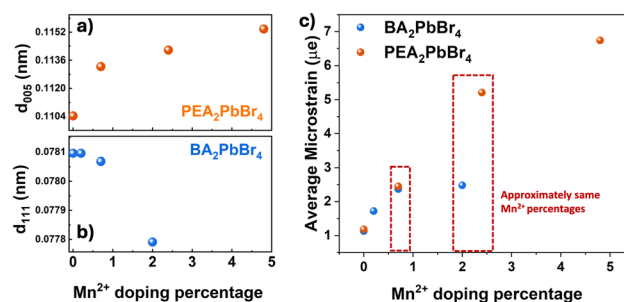 a)
d₀₀₅ (nm)
0.1152
0.1136
0.1120
0.1104
PEA₂PbBr₄
BA₂PbBr₄
d₁₁₁ (nm)
0.0781
0.0780
0.0779
0.0778
b)
0 1 2 3 4 5
Mn²⁺ doping percentage
c)
BA₂PbBr₄
PEA₂PbBr₄
Average Microstrain (με)
7
6
5
4
3
2
1
Approximately same
Mn²⁺ percentages
0 1 2 3 4 5
Mn²⁺ doping percentage